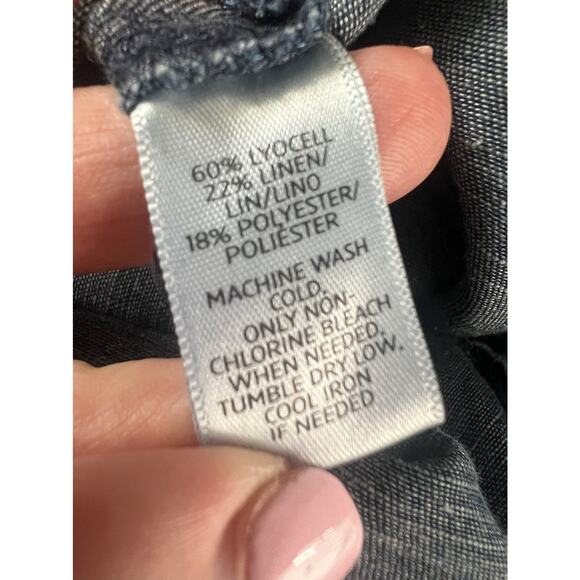 60% LYOCELL
22% LINEN/
LIN/LINO
18% POLYESTER/
POLIÉSTER
MACHINE WASH
COLD.
ONLY NON-
CHLORINE BLEACH
WHEN NEEDED.
TUMBLE DRY LOW.
COOL IRON
IF NEEDED